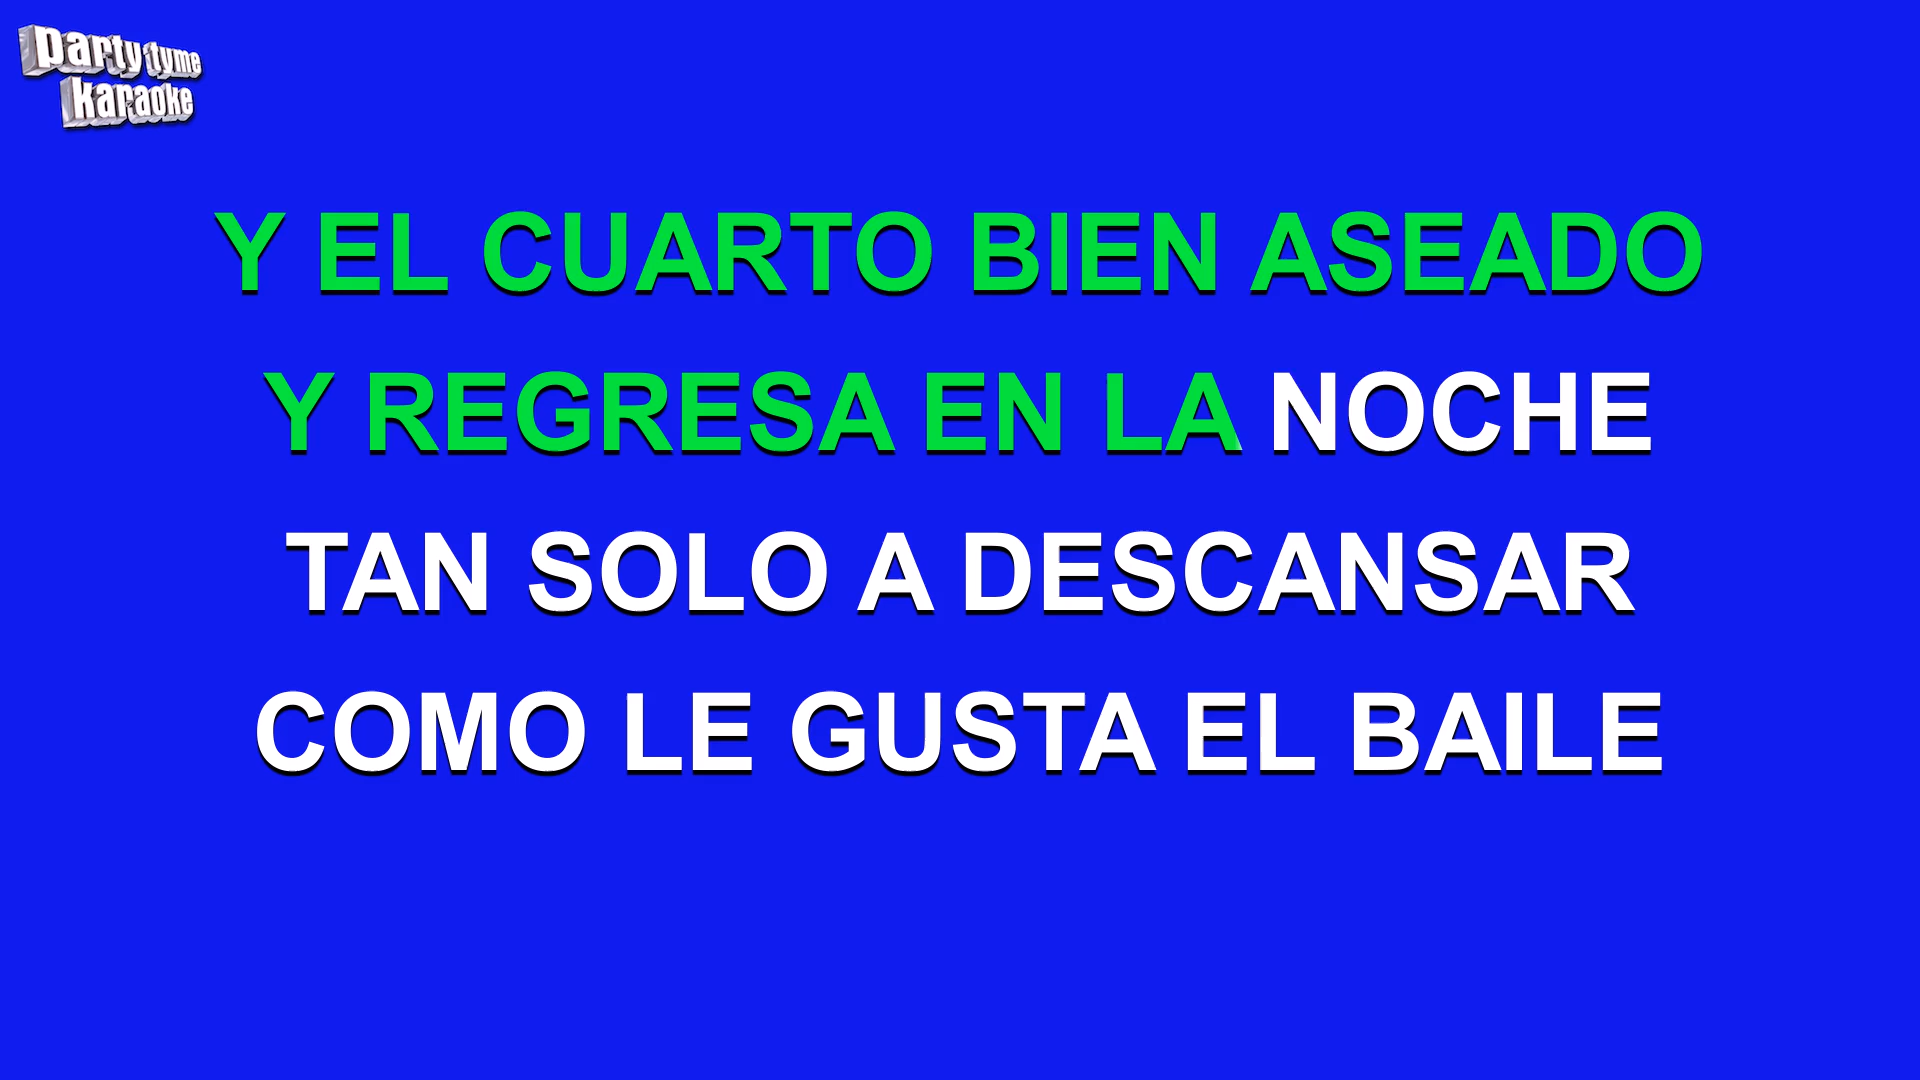 party tyme
karaoke
Y EL CUARTO BIEN ASEADO
Y REGRESA EN LA NOCHE
TAN SOLO A DESCANSAR
COMO LE GUSTA EL BAILE